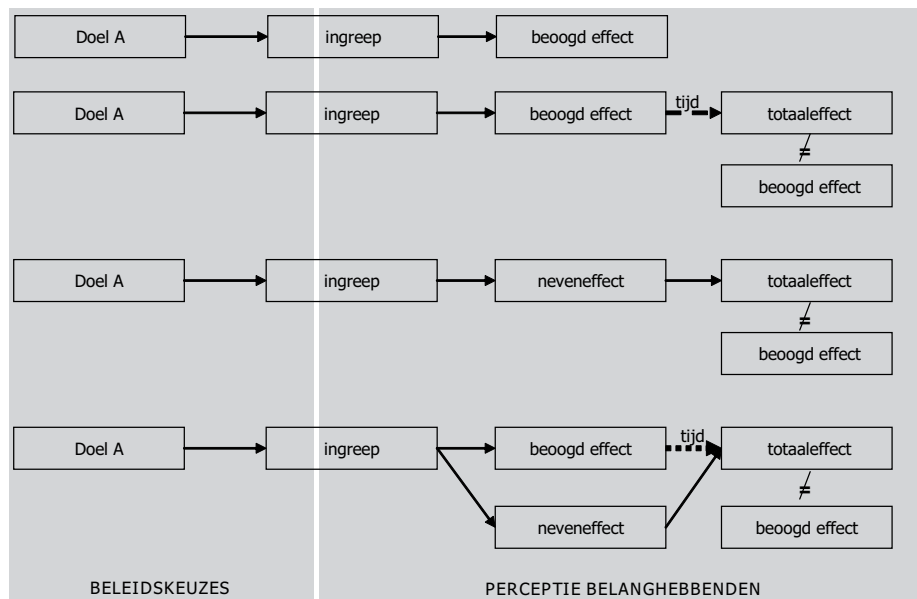 Doel A ingreep beoogd effect
tijd
Doel A ingreep beoogd effect totaaleffect
≠
beoogd effect
Doel A ingreep neveneffect totaaleffect
≠
beoogd effect
tijd
Doel A ingreep beoogd effect totaaleffect
≠
neveneffect beoogd effect
BELEIDSKEUZES PERCEPTIE BELANGHEBBENDEN